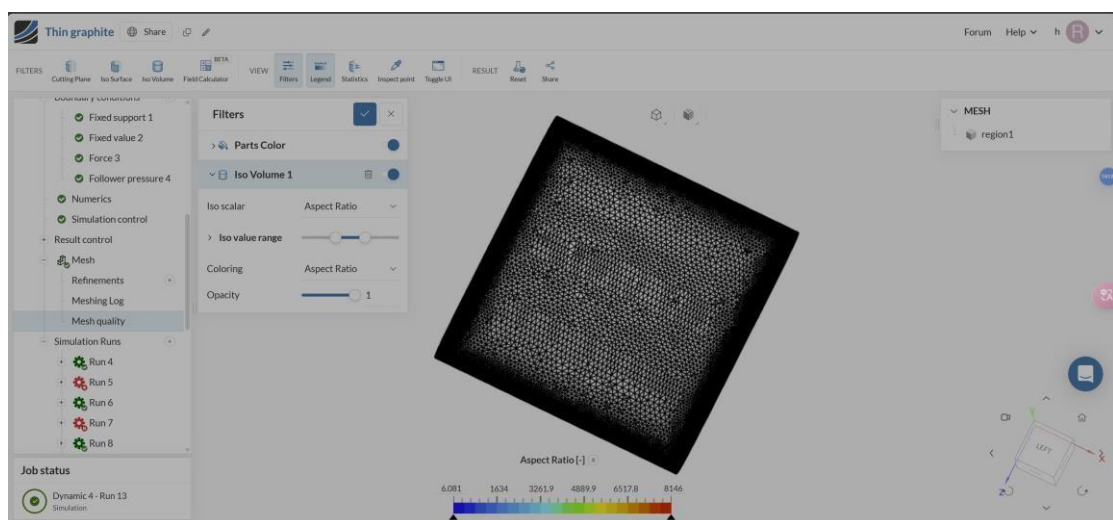 Thin graphite Share Forum Help h R
FILTERS Cutting Plane Iso Surface Iso Volume BETA Field Calculator VIEW Filters Legend Statistics Inspect point Toggle UI RESULT Reset Share
Boundary conditions
Fixed support 1
Fixed value 2
Force 3
Follower pressure 4
Numerics
Simulation control
Result control
Mesh
Refinements
Meshing Log
Mesh quality
Simulation Runs
Run 4
Run 5
Run 6
Run 7
Run 8
Job status
Dynamic 4 - Run 13
Simulation
Filters
Parts Color
Iso Volume 1
Iso scalar Aspect Ratio
Iso value range
Coloring Aspect Ratio
Opacity 1
MESH
region1
Aspect Ratio [-]
6.081 1634 3261.9 4889.9 6517.8 8146
Y
LEFT
X
Z